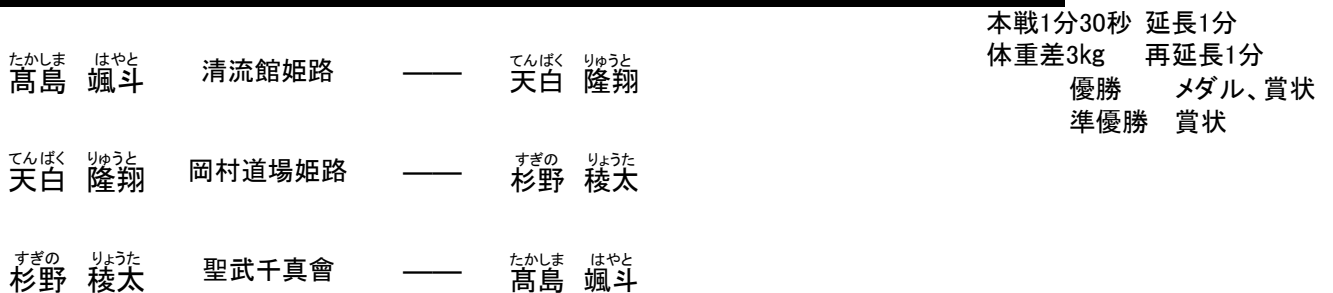 本戦1分30秒 延長1分
体重差3kg 再延長1分
優勝 メダル、賞状
準優勝 賞状
たかしま はやと てんぱく りゅうと
髙島 颯斗 清流館姫路 —— 天白 隆翔
てんぱく りゅうと すぎの りょうた
天白 隆翔 岡村道場姫路 —— 杉野 稜太
すぎの りょうた たかしま はやと
杉野 稜太 聖武千真會 —— 髙島 颯斗